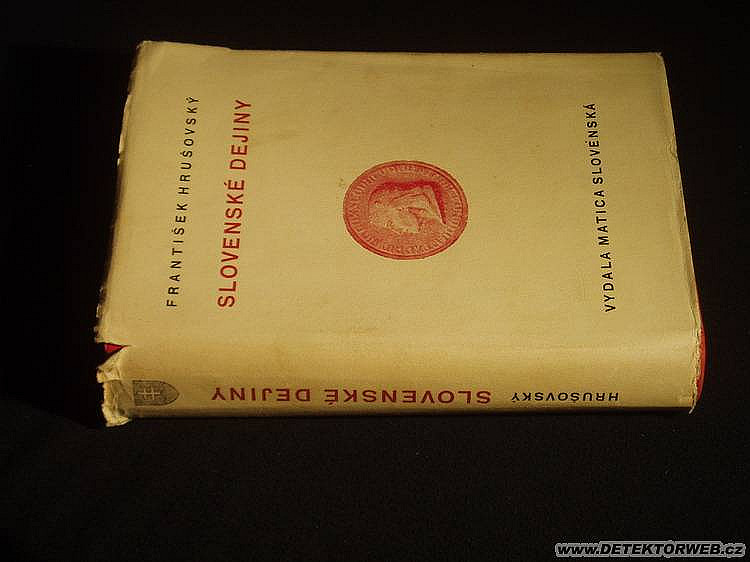 FRANTIŠEK HRUŠOVSKÝ
SLOVENSKÉ DEJINY
VYDALA MATICA SLOVENSKÁ
HRUŠOVSKÝ
SLOVENSKÉ DEJINY
www.DETEKTORWEB.cz